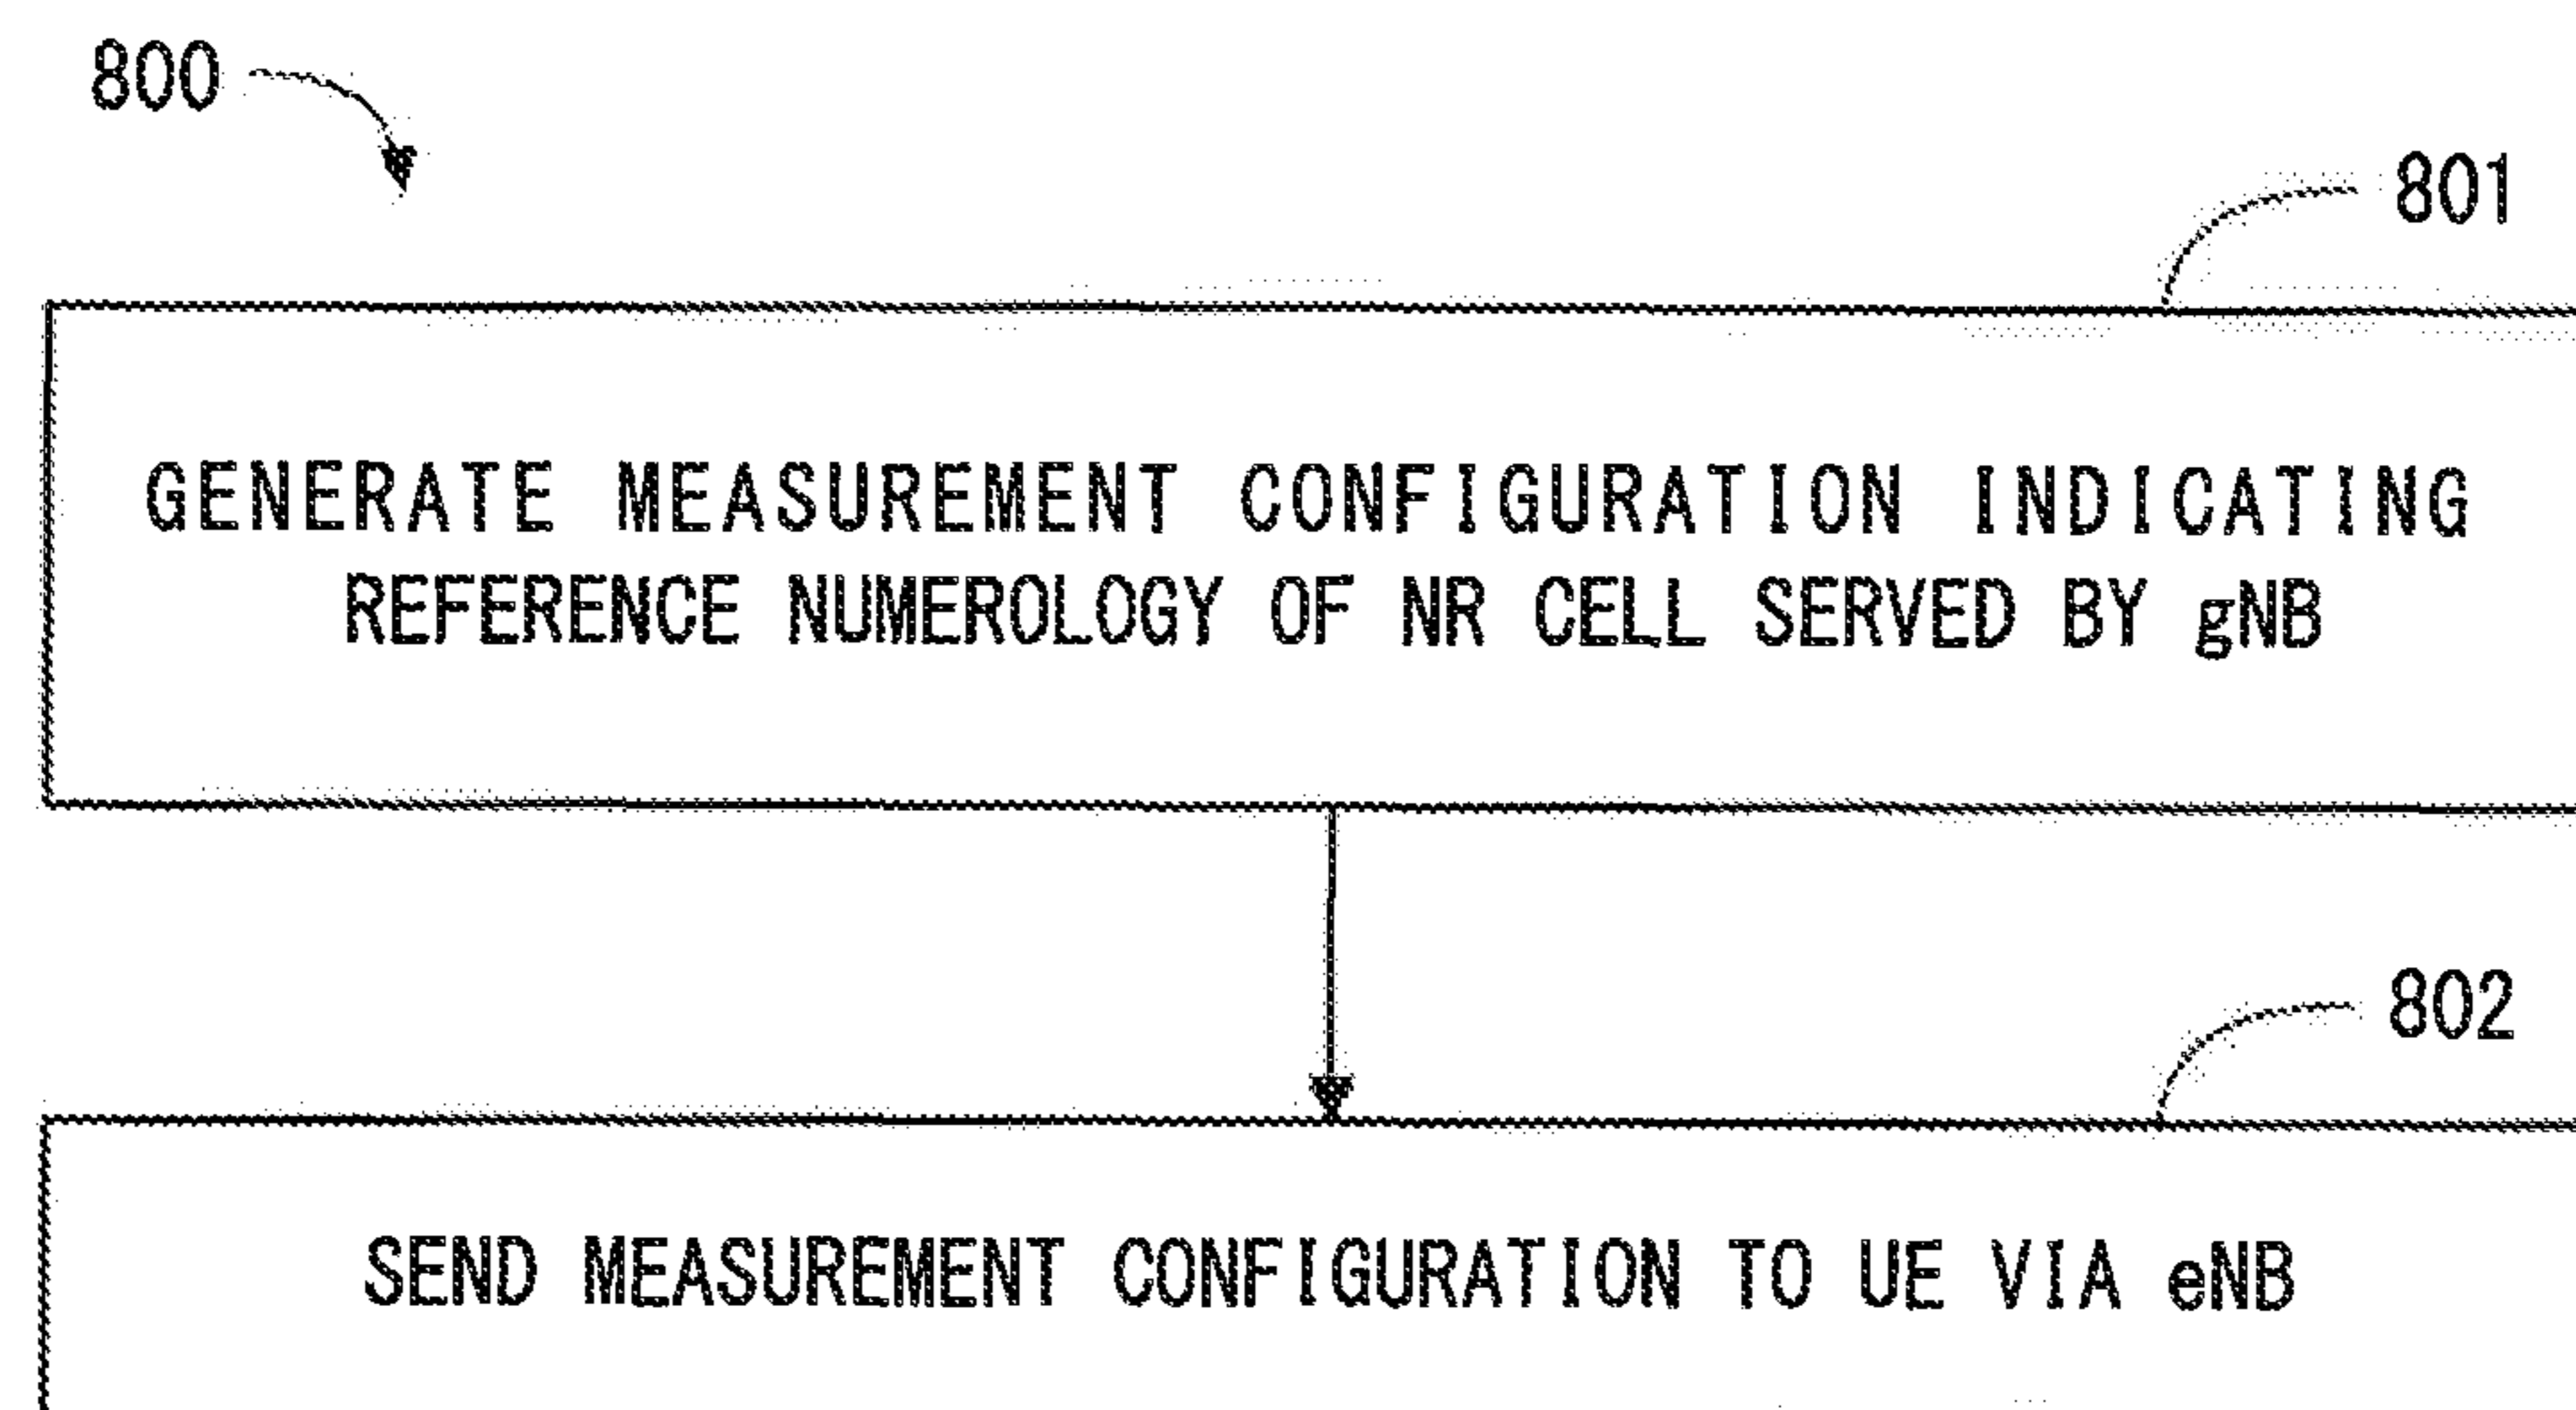 800
801
GENERATE MEASUREMENT CONFIGURATION INDICATING
REFERENCE NUMEROLOGY OF NR CELL SERVED BY gNB
802
SEND MEASUREMENT CONFIGURATION TO UE VIA eNB